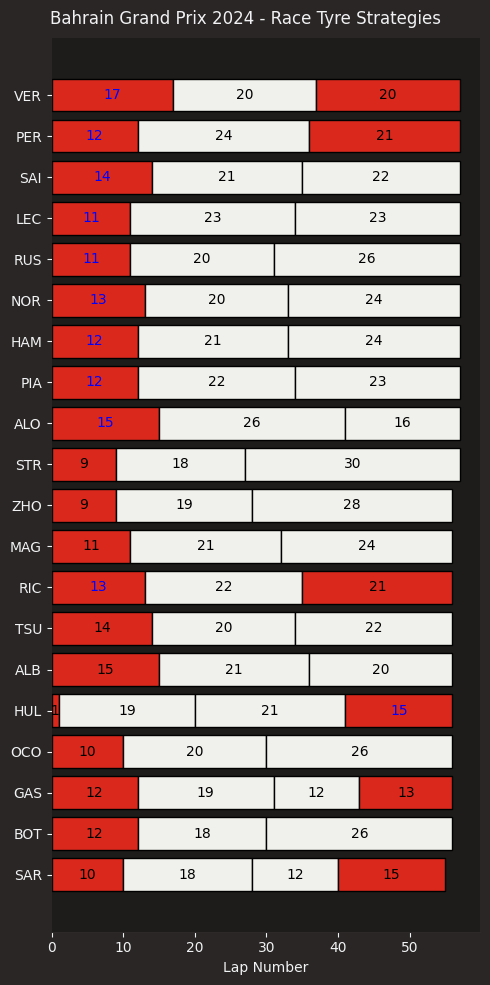 Bahrain Grand Prix 2024 - Race Tyre Strategies
VER 17 20 20
PER 12 24 21
SAI 14 21 22
LEC 11 23 23
RUS 11 20 26
NOR 13 20 24
HAM 12 21 24
PIA 12 22 23
ALO 15 26 16
STR 9 18 30
ZHO 9 19 28
MAG 11 21 24
RIC 13 22 21
TSU 14 20 22
ALB 15 21 20
HUL 1 19 21 15
OCO 10 20 26
GAS 12 19 12 13
BOT 12 18 26
SAR 10 18 12 15
0 10 20 30 40 50
Lap Number